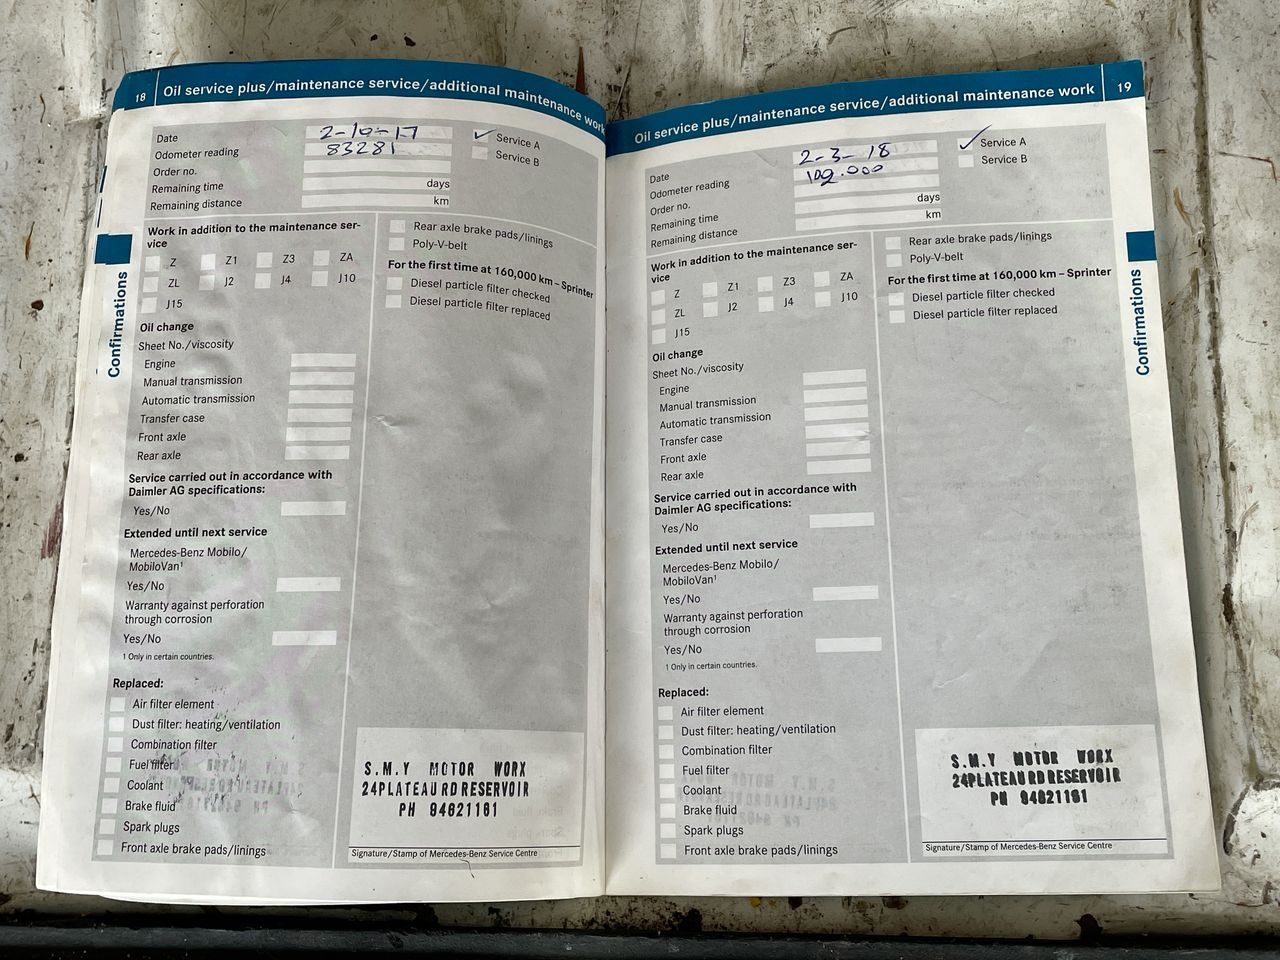 18 Oil service plus/maintenance service/additional maintenance work
Date 2-10-17
Odometer reading 83281
Order no.
Remaining time days
Remaining distance km
Service A
Service B
Work in addition to the maintenance ser-
vice
Z Z1 Z3 ZA
ZL J2 J4 J10
J15
Oil change
Sheet No./viscosity
Engine
Manual transmission
Automatic transmission
Transfer case
Front axle
Rear axle
Service carried out in accordance with
Daimler AG specifications:
Yes/No
Extended until next service
Mercedes-Benz Mobilo/
MobiloVan¹
Yes/No
Warranty against perforation
through corrosion
Yes/No
¹ Only in certain countries.
Replaced:
Air filter element
Dust filter: heating/ventilation
Combination filter
Fuel filter
Coolant
Brake fluid
Spark plugs
Front axle brake pads/linings
Rear axle brake pads/linings
Poly-V-belt
For the first time at 160,000 km – Sprinter
Diesel particle filter checked
Diesel particle filter replaced
S.M.Y MOTOR WORX
24PLATEAU RD RESERVOIR
PH 94621161
Signature/Stamp of Mercedes-Benz Service Centre
Confirmations
Oil service plus/maintenance service/additional maintenance work 19
Date 2-3-18
Odometer reading 102.000
Order no.
Remaining time days
Remaining distance km
Service A
Service B
Work in addition to the maintenance ser-
vice
Z Z1 Z3 ZA
ZL J2 J4 J10
J15
Oil change
Sheet No./viscosity
Engine
Manual transmission
Automatic transmission
Transfer case
Front axle
Rear axle
Service carried out in accordance with
Daimler AG specifications:
Yes/No
Extended until next service
Mercedes-Benz Mobilo/
MobiloVan¹
Yes/No
Warranty against perforation
through corrosion
Yes/No
¹ Only in certain countries.
Replaced:
Air filter element
Dust filter: heating/ventilation
Combination filter
Fuel filter
Coolant
Brake fluid
Spark plugs
Front axle brake pads/linings
Rear axle brake pads/linings
Poly-V-belt
For the first time at 160,000 km – Sprinter
Diesel particle filter checked
Diesel particle filter replaced
S.M.Y MOTOR WORX
24PLATEAU RD RESERVOIR
PH 94621161
Signature/Stamp of Mercedes-Benz Service Centre
Confirmations